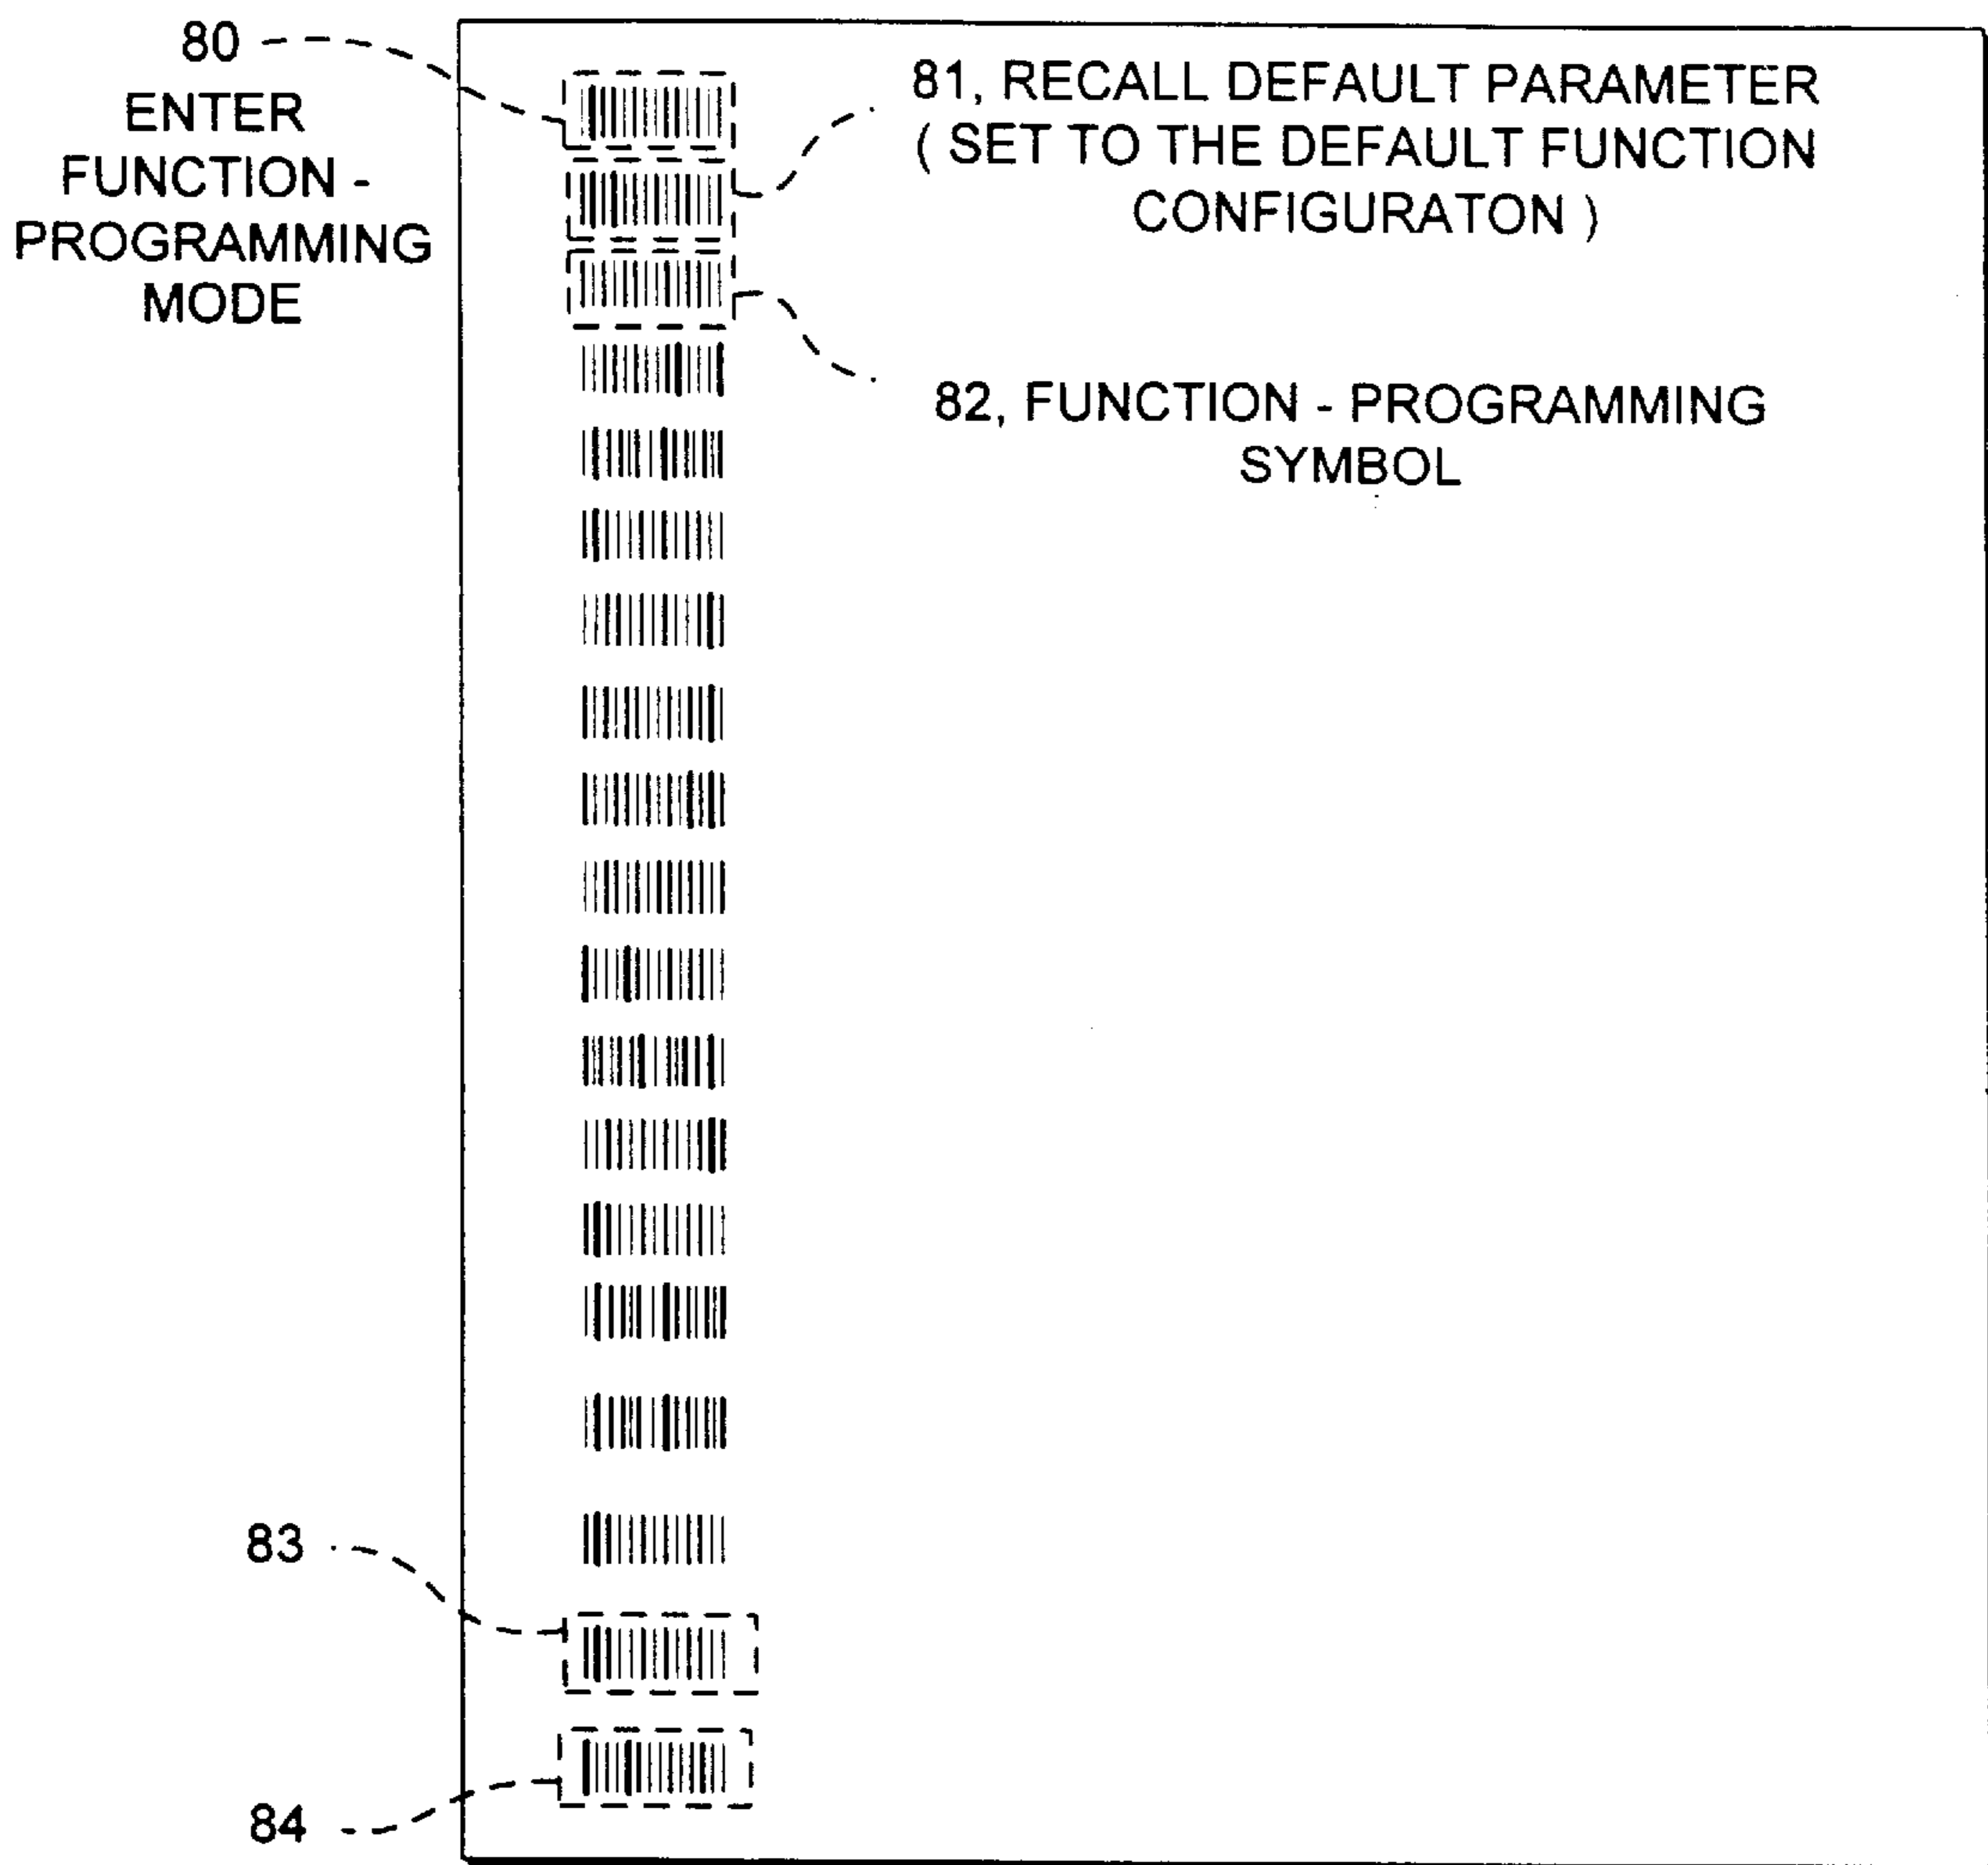 80
ENTER
FUNCTION -
PROGRAMMING
MODE
81, RECALL DEFAULT PARAMETER
( SET TO THE DEFAULT FUNCTION
CONFIGURATON )
82, FUNCTION - PROGRAMMING
SYMBOL
83
84